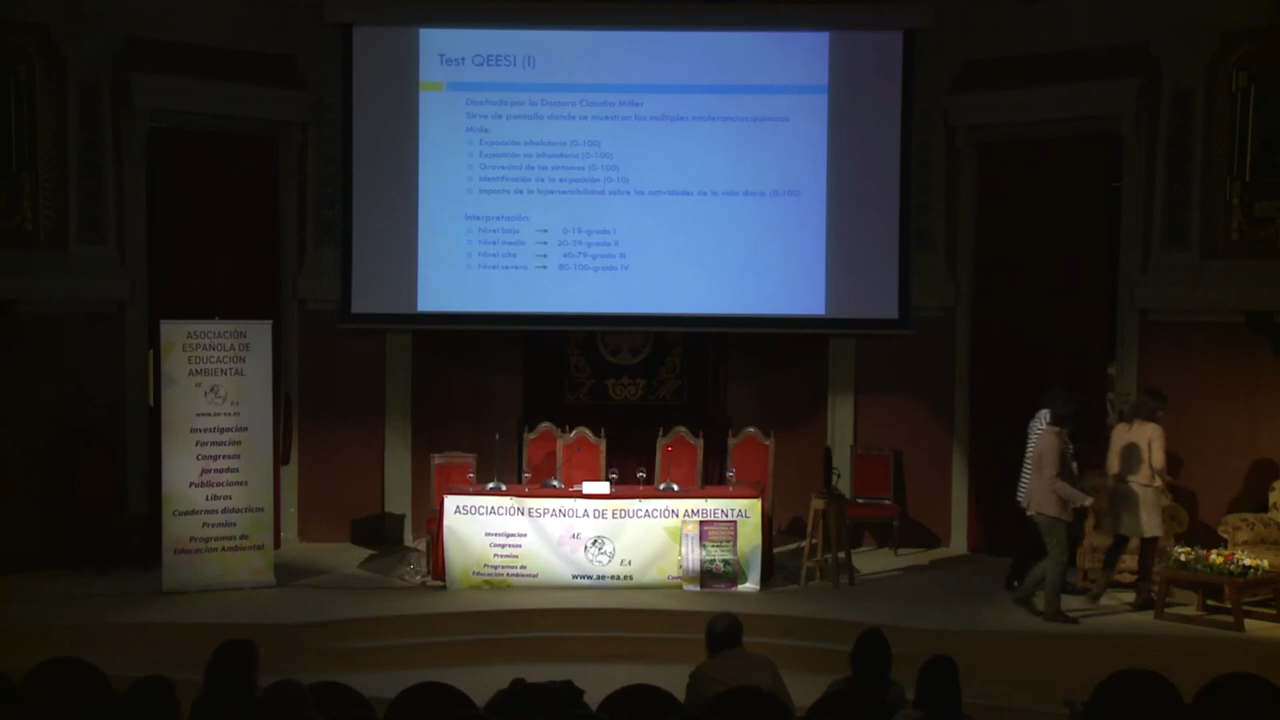 Test QEESI (I)
Diseñado por la Doctora Claudia Miller
Sirve de pantalla donde se muestran las múltiples intolerancias químicas
Mide:
Exposición inhalatoria (0-100)
Exposición no inhalatoria (0-100)
Gravedad de los síntomas (0-100)
Identificación de la exposición (0-10)
Impacto de la hipersensibilidad sobre las actividades de la vida diaria (0-100)
Interpretación:
Nivel bajo → 0-19-grado I
Nivel medio → 20-39-grado II
Nivel alto → 40-79-grado III
Nivel severo → 80-100-grado IV
ASOCIACIÓN
ESPAÑOLA DE
EDUCACIÓN
AMBIENTAL
AE
EA
www.ae-ea.es
Investigación
Formación
Congresos
Jornadas
Publicaciones
Libros
Cuadernos didácticos
Premios
Programas de
Educación Ambiental
ASOCIACIÓN ESPAÑOLA DE EDUCACIÓN AMBIENTAL
Investigacion
Congresos
Premios
Programas de
Educación Ambiental
AE
EA
www.ae-ea.es